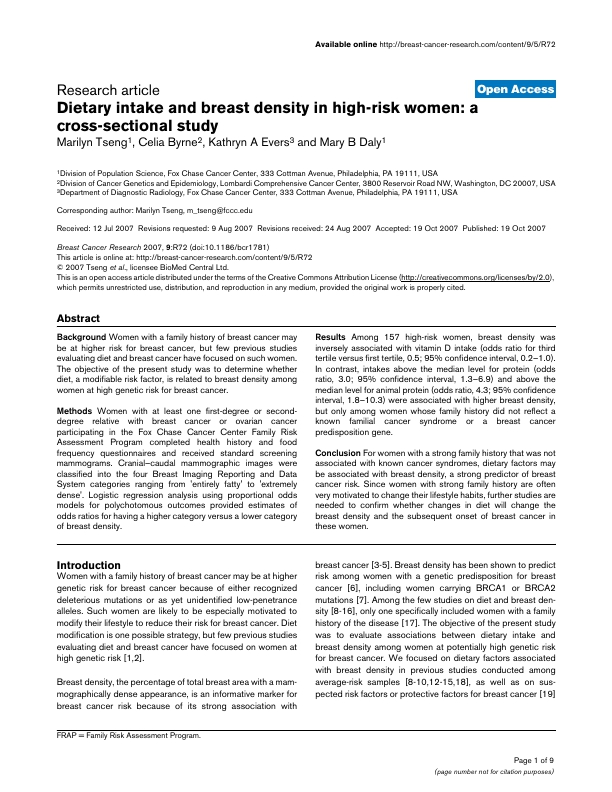 Available online http://breast-cancer-research.com/content/9/5/R72
Research article
Open Access
Dietary intake and breast density in high-risk women: a
cross-sectional study
Marilyn Tseng1, Celia Byrne2, Kathryn A Evers3 and Mary B Daly1
1Division of Population Science, Fox Chase Cancer Center, 333 Cottman Avenue, Philadelphia, PA 19111, USA
2Division of Cancer Genetics and Epidemiology, Lombardi Comprehensive Cancer Center, 3800 Reservoir Road NW, Washington, DC 20007, USA
3Department of Diagnostic Radiology, Fox Chase Cancer Center, 333 Cottman Avenue, Philadelphia, PA 19111, USA
Corresponding author: Marilyn Tseng, m_tseng@fccc.edu
Received: 12 Jul 2007 Revisions requested: 9 Aug 2007 Revisions received: 24 Aug 2007 Accepted: 19 Oct 2007 Published: 19 Oct 2007
Breast Cancer Research 2007, 9:R72 (doi:10.1186/bcr1781)
This article is online at: http://breast-cancer-research.com/content/9/5/R72
© 2007 Tseng et al., licensee BioMed Central Ltd.
This is an open access article distributed under the terms of the Creative Commons Attribution License (http://creativecommons.org/licenses/by/2.0),
which permits unrestricted use, distribution, and reproduction in any medium, provided the original work is properly cited.
Abstract
Background Women with a family history of breast cancer may
be at higher risk for breast cancer, but few previous studies
evaluating diet and breast cancer have focused on such women.
The objective of the present study was to determine whether
diet, a modifiable risk factor, is related to breast density among
women at high risk for breast cancer.
Methods Women with at least one first-degree or second-
degree relative with breast cancer or ovarian cancer
participating in the Fox Chase Cancer Center Family Risk
Assessment Program completed health history and food
frequency questionnaires and received standard screening
mammograms. Cranial–caudal mammographic images were
classified into the four Breast Imaging Reporting and Data
System categories ranging from 'entirely fatty' to 'extremely
dense'. Logistic regression analysis using proportional odds
models for polychotomous outcomes provided estimates of
odds ratios for having a higher category versus a lower category
of breast density.
Results Among 157 high-risk women, breast density was
inversely associated with vitamin D intake (odds ratio for third
tertile versus first tertile, 0.5; 95% confidence interval, 0.2–1.0).
In contrast, intakes above the median level for protein (odds
ratio, 3.0; 95% confidence interval, 1.3–6.9) and above the
median level for animal protein (odds ratio, 4.3; 95% confidence
interval, 1.8–10.3) were associated with higher breast density,
but only among women whose family history did not reflect a
known familial cancer syndrome or a breast cancer
predisposition gene.
Conclusion For women with a strong family history that was not
associated with known cancer syndromes, dietary factors may
be associated with breast density, a strong predictor of breast
cancer risk. Since women with strong family history are often
very motivated to change their lifestyle habits, further studies are
needed to confirm whether changes in diet will change the
breast density and the subsequent onset of breast cancer in
these women.
Introduction
Women with a family history of breast cancer may be at higher
genetic risk for breast cancer because of either recognized
deleterious mutations or as yet unidentified low-penetrance
alleles. Such women are likely to be especially motivated to
modify their lifestyle to reduce their risk for breast cancer. Diet
modification is one possible strategy, but few previous studies
evaluating diet and breast cancer have focused on women at
high genetic risk [1,2].
Breast density, the percentage of total breast area with a mam-
mographically dense appearance, is an informative marker for
breast cancer risk because of its strong association with
breast cancer [3-5]. Breast density has been shown to predict
risk among women with a genetic predisposition for breast
cancer [6], including women carrying BRCA1 or BRCA2
mutations [7]. Among the few studies on diet and breast den-
sity [8-16], only one specifically included women with a family
history of the disease [17]. The objective of the present study
was to evaluate associations between dietary intake and
breast density among women at potentially high genetic risk
for breast cancer. We focused on dietary factors associated
with breast density in previous studies conducted among
average-risk samples [8-10,12-15,18], as well as on sus-
pected risk factors or protective factors for breast cancer [19]
FRAP = Family Risk Assessment Program.
Page 1 of 9
(page number not for citation purposes)